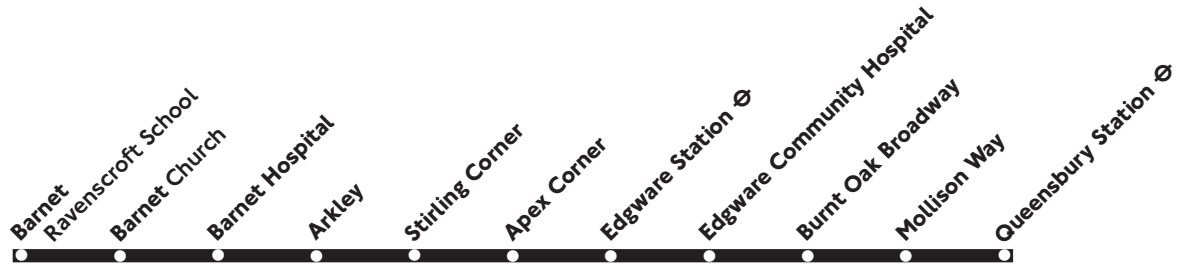 Barnet
Ravenscroft School
Barnet Church
Barnet Hospital
Arkley
Stirling Corner
Apex Corner
Edgware Station
Edgware Community Hospital
Burnt Oak Broadway
Mollison Way
Queensbury Station